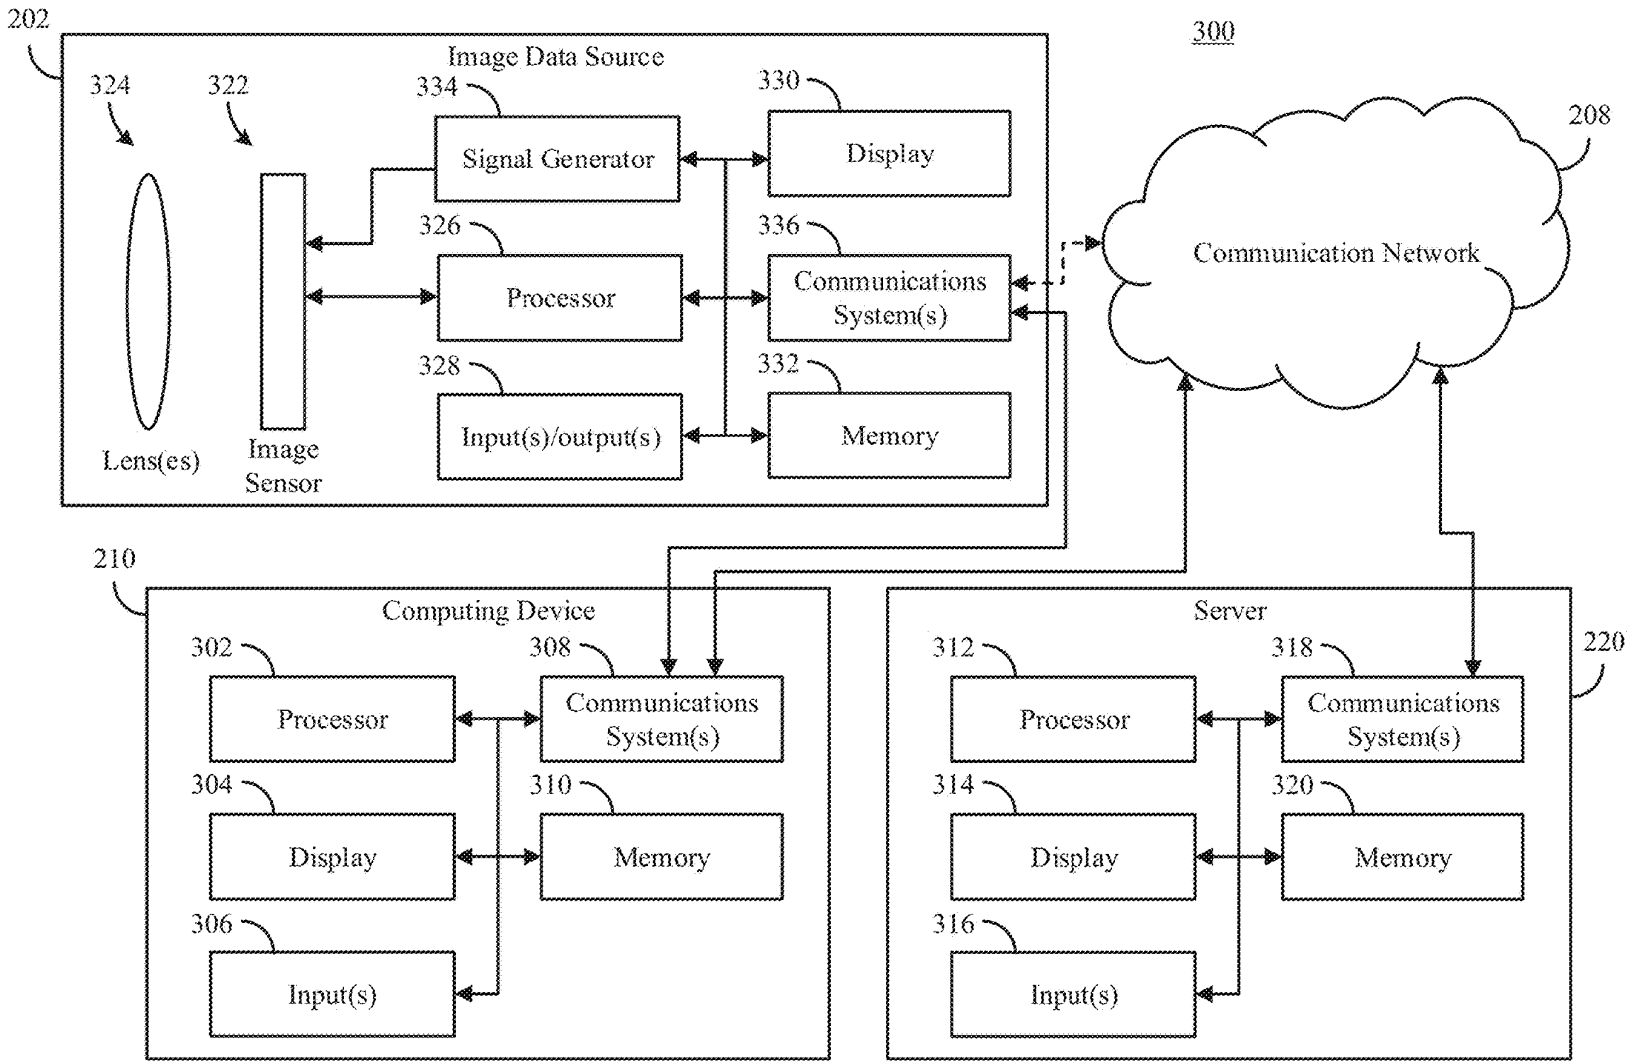 202
300
Image Data Source
324
322
334
330
208
Signal Generator
Display
326
336
Communication Network
Processor
Communications
System(s)
328
332
Input(s)/output(s)
Memory
Lens(es)
Image
Sensor
210
Computing Device
Server
302
308
312
318
220
Processor
Communications
System(s)
Processor
Communications
System(s)
304
310
314
320
Display
Memory
Display
Memory
306
316
Input(s)
Input(s)